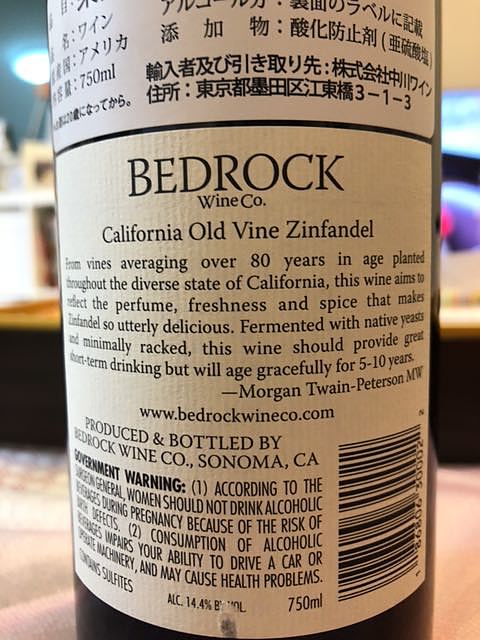 名:ワイン
国:アメリカ
容量:750ml
アルコール分:裏面のラベルに記載
添加物:酸化防止剤(亜硫酸塩)
輸入者及び引き取り先:株式会社中川ワイン
住所:東京都墨田区江東橋3-1-3
BEDROCK
Wine Co.
California Old Vine Zinfandel
From vines averaging over 80 years in age planted
throughout the diverse state of California, this wine aims to
reflect the perfume, freshness and spice that makes
Zinfandel so utterly delicious. Fermented with native yeasts
and minimally racked, this wine should provide great
short-term drinking but will age gracefully for 5-10 years.
—Morgan Twain-Peterson MW
www.bedrockwineco.com
PRODUCED & BOTTLED BY
BEDROCK WINE CO., SONOMA, CA
GOVERNMENT WARNING: (1) ACCORDING TO THE
SURGEON GENERAL, WOMEN SHOULD NOT DRINK ALCOHOLIC
BEVERAGES DURING PREGNANCY BECAUSE OF THE RISK OF
BIRTH DEFECTS. (2) CONSUMPTION OF ALCOHOLIC
BEVERAGES IMPAIRS YOUR ABILITY TO DRIVE A CAR OR
OPERATE MACHINERY, AND MAY CAUSE HEALTH PROBLEMS.
CONTAINS SULFITES
ALC. 14.4% BY VOL.
750ml